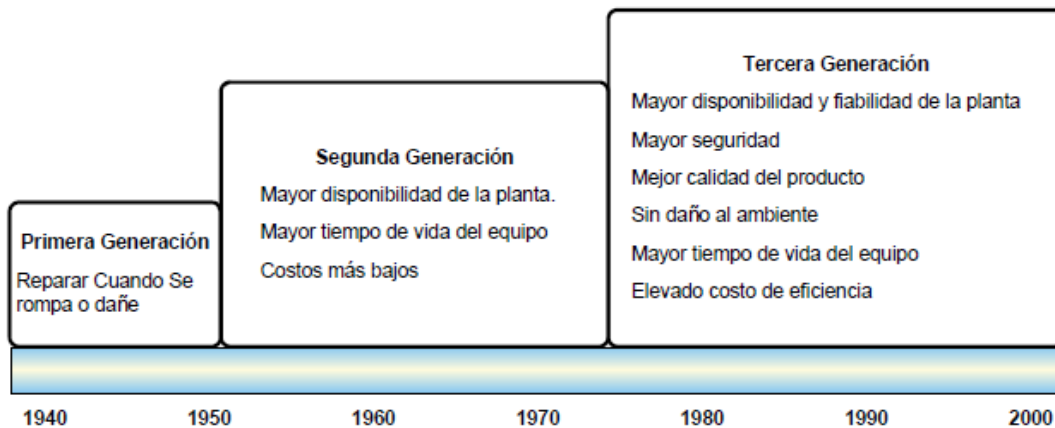 Primera Generación
Reparar Cuando Se
rompa o dañe
Segunda Generación
Mayor disponibilidad de la planta.
Mayor tiempo de vida del equipo
Costos más bajos
Tercera Generación
Mayor disponibilidad y fiabilidad de la planta
Mayor seguridad
Mejor calidad del producto
Sin daño al ambiente
Mayor tiempo de vida del equipo
Elevado costo de eficiencia
1940 1950 1960 1970 1980 1990 2000